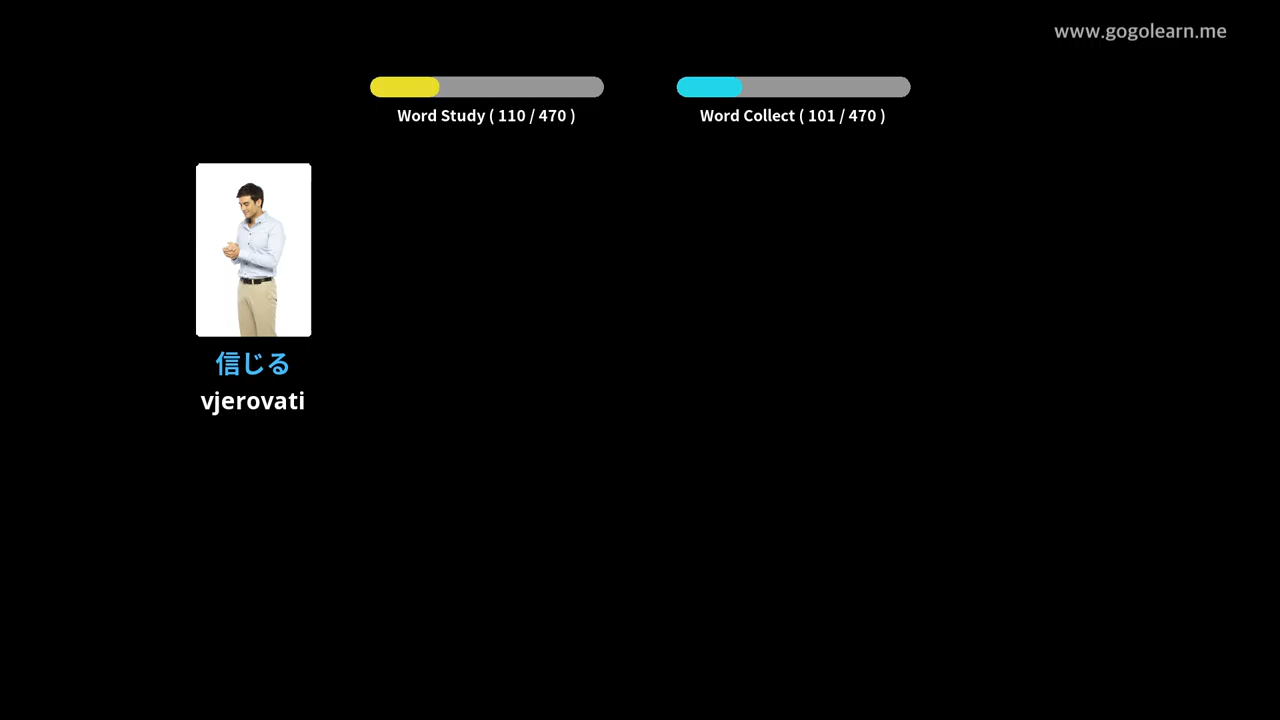 www.gogolearn.me
Word Study ( 110 / 470 )
Word Collect ( 101 / 470 )
信じる
vjerovati